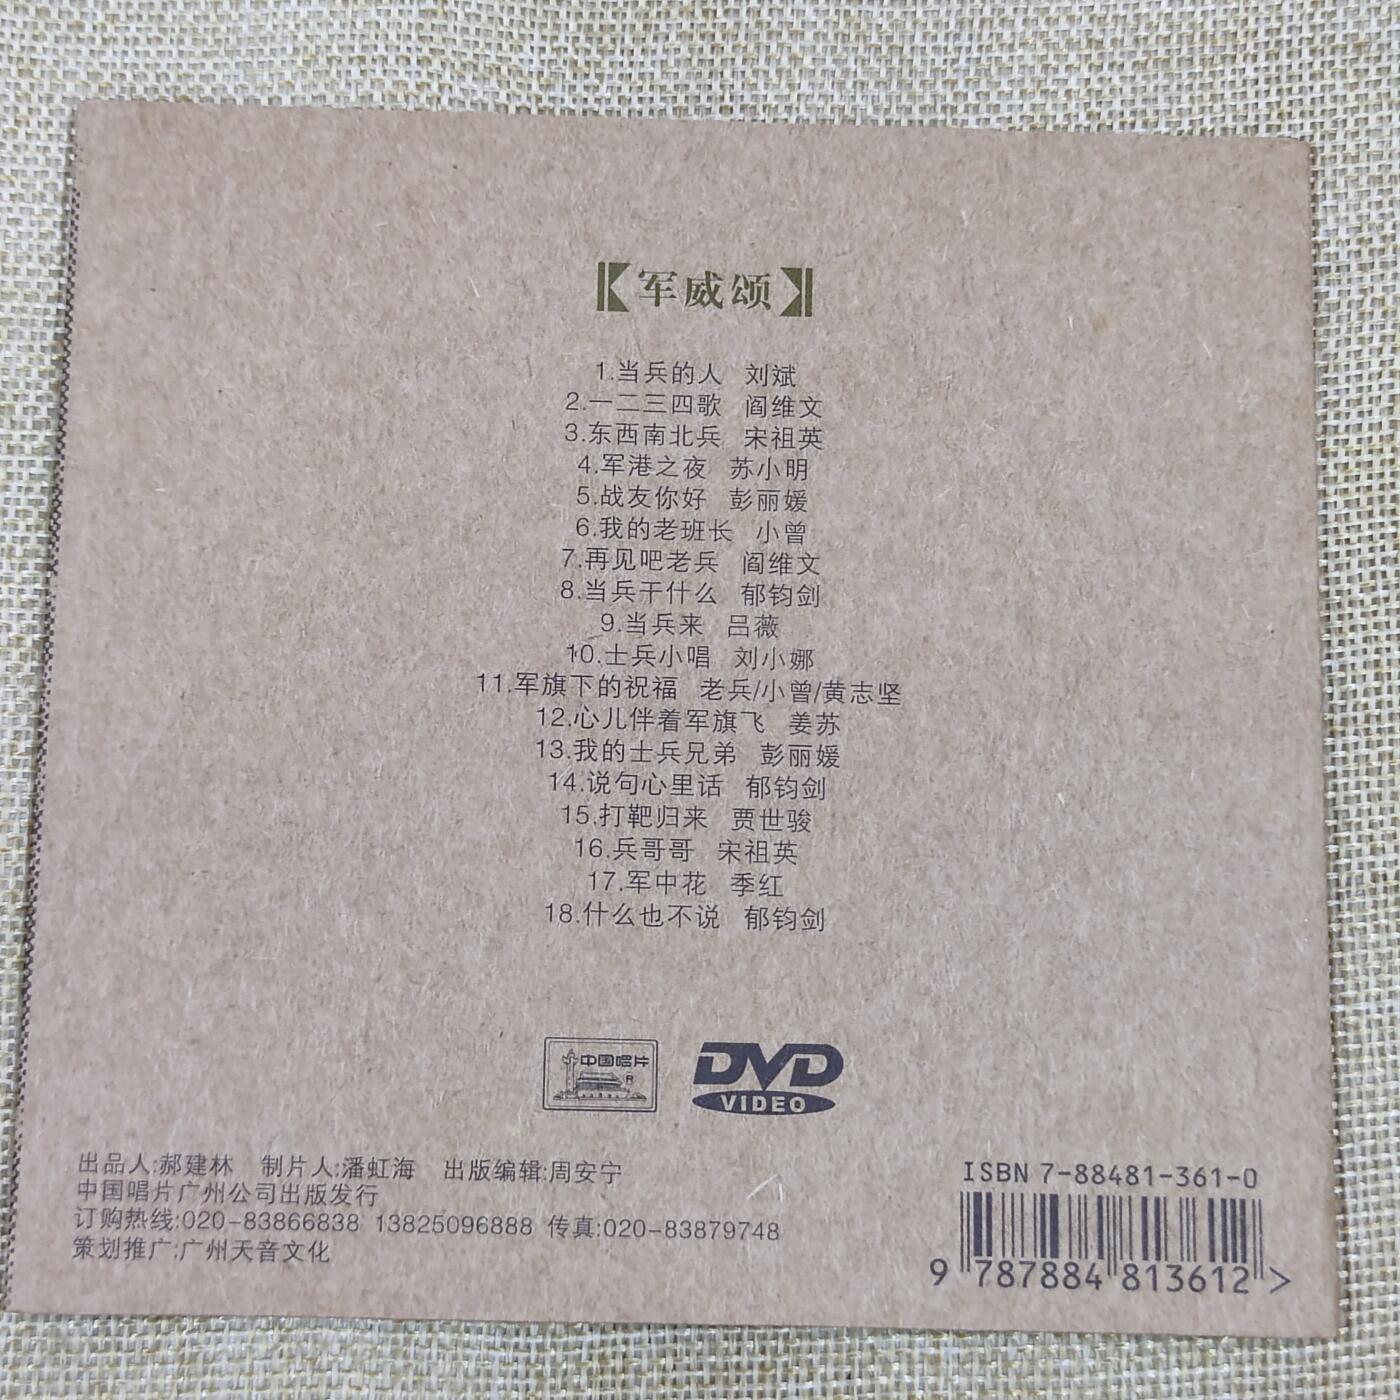 【军威颂】
1.当兵的人 刘斌
2.一二三四歌 阎维文
3.东西南北兵 宋祖英
4.军港之夜 苏小明
5.战友你好 彭丽媛
6.我的老班长 小曾
7.再见吧老兵 阎维文
8.当兵干什么 郁钧剑
9.当兵来 吕薇
10.士兵小唱 刘小娜
11.军旗下的祝福 老兵/小曾/黄志坚
12.心儿伴着军旗飞 姜苏
13.我的士兵兄弟 彭丽媛
14.说句心里话 郁钧剑
15.打靶归来 贾世骏
16.兵哥哥 宋祖英
17.军中花 季红
18.什么也不说 郁钧剑
中国唱片 ®
DVD
VIDEO
出品人:郝建林 制片人:潘虹海 出版编辑:周安宁
中国唱片广州公司出版发行
订购热线:020-83866838 13825096888 传真:020-83879748
策划推广:广州天音文化
ISBN 7-88481-361-0
9 787884 813612 >